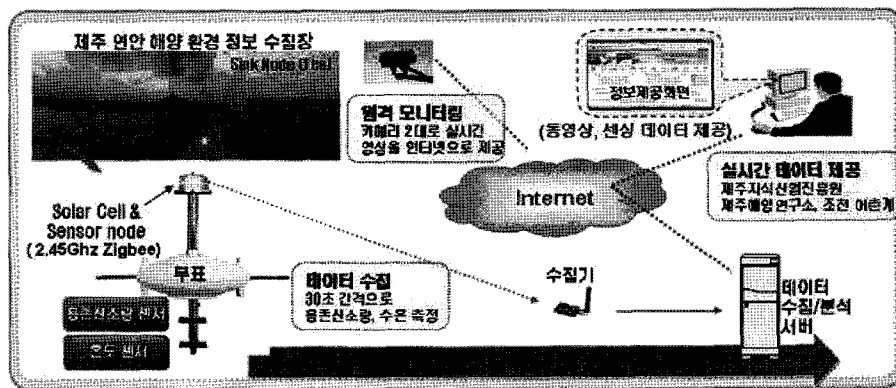 제주 연안 해양 환경 정보 수집장
Sink Node
원격 모니터링
카메라 2대로 실시간
영상을 인터넷으로 제공
정보제공화면
(동영상, 센싱 데이터 제공)
실시간 데이터 제공
제주지식산업진흥원
제주해양연구소, 조천 어촌계
Internet
Solar Cell &
Sensor node
(2.45Ghz Zigbee)
부표
데이터 수집
30초 간격으로
용존산소량, 수온 측정
용존산소량 센서
온도 센서
수집기
데이터
수집/분석
서버